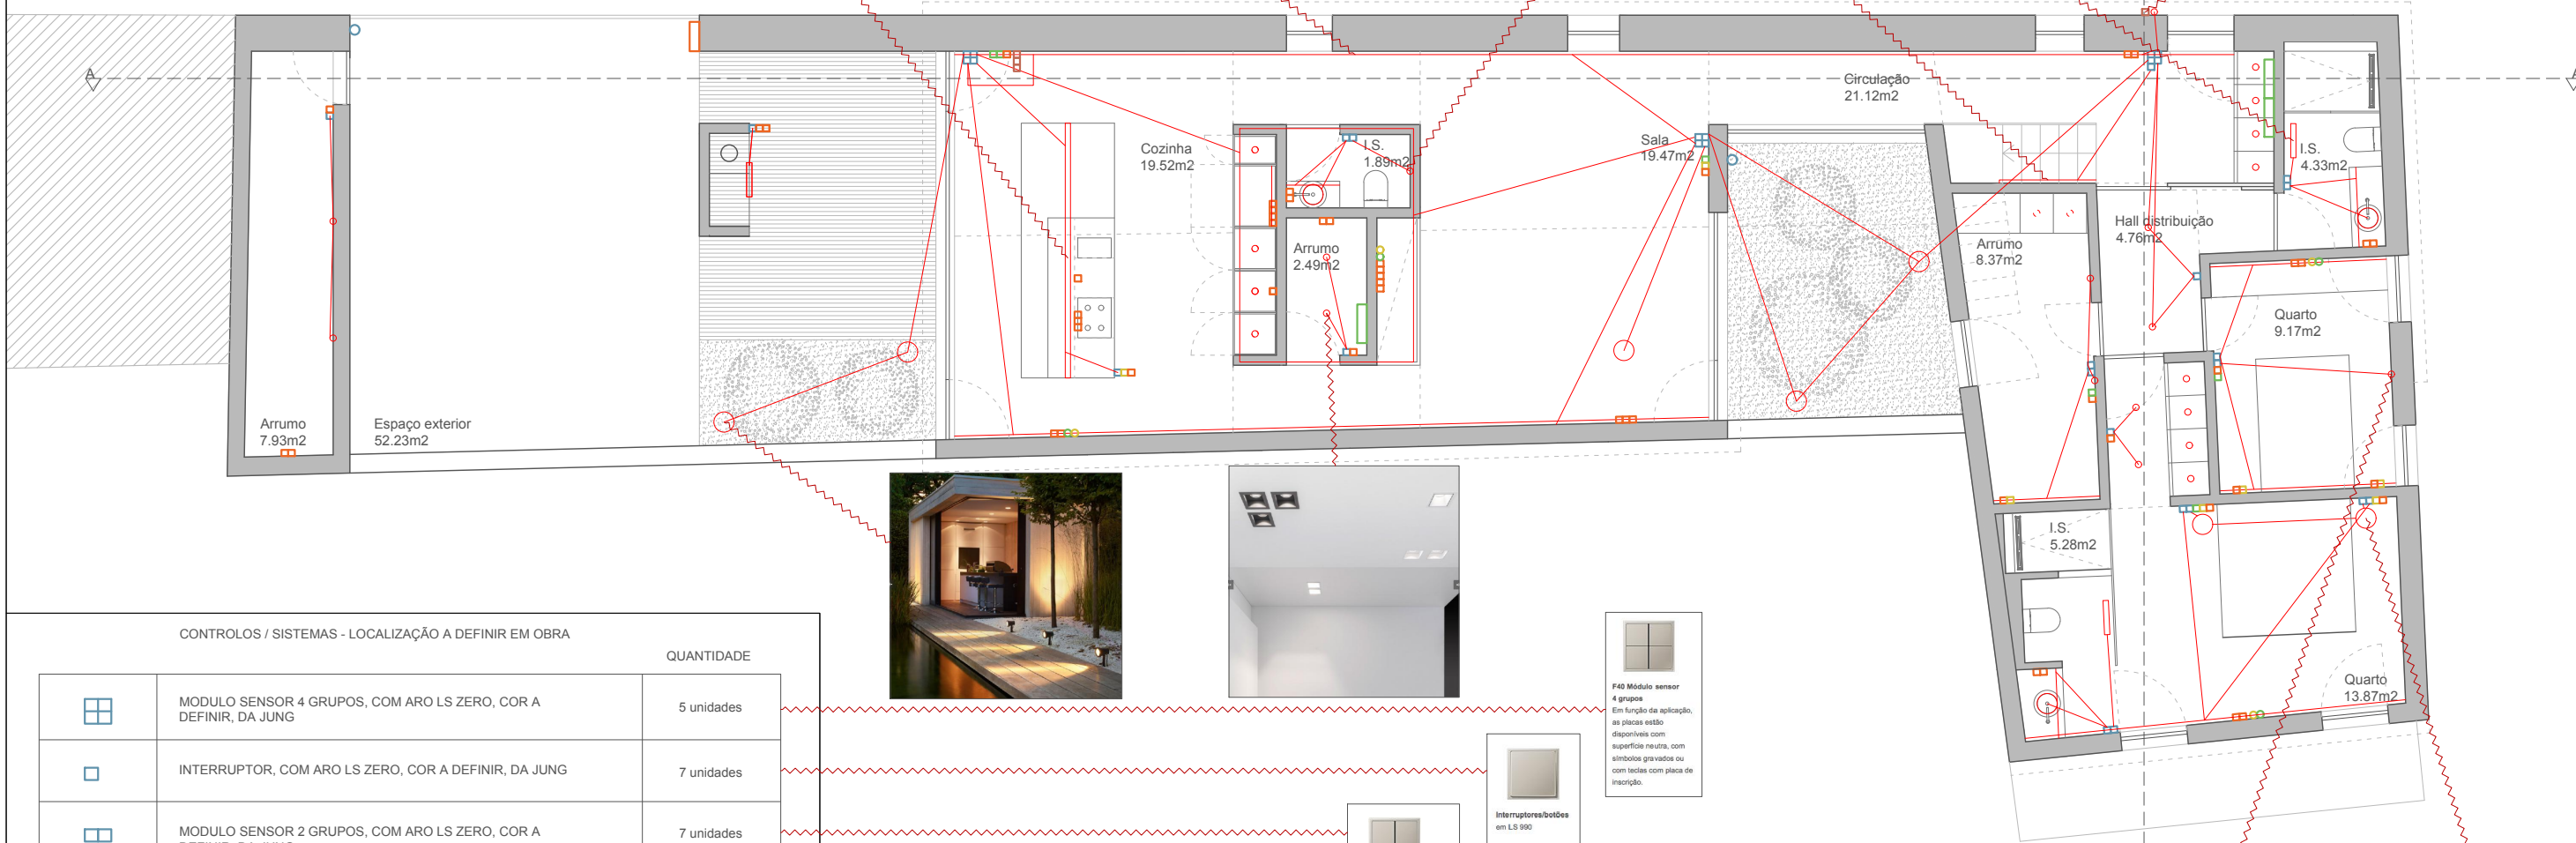 A
A
Circulação
21.12m2
Cozinha
19.52m2
I.S.
1.89m2
Sala
19.47m2
I.S.
4.33m2
Hall distribuição
4.76m2
Arrumo
2.49m2
Arrumo
8.37m2
Quarto
9.17m2
Arrumo
7.93m2
Espaço exterior
52.23m2
I.S.
5.28m2
Quarto
13.87m2
CONTROLOS / SISTEMAS - LOCALIZAÇÃO A DEFINIR EM OBRA
QUANTIDADE
MODULO SENSOR 4 GRUPOS, COM ARO LS ZERO, COR A
DEFINIR, DA JUNG
5 unidades
INTERRUPTOR, COM ARO LS ZERO, COR A DEFINIR, DA JUNG
7 unidades
MODULO SENSOR 2 GRUPOS, COM ARO LS ZERO, COR A
7 unidades
F40 Módulo sensor
4 grupos
Em função da aplicação,
as placas estão
disponíveis com
superfície neutra, com
símbolos gravados ou
com teclas com placa de
inscrição.
Interruptores/botões
em LS 990